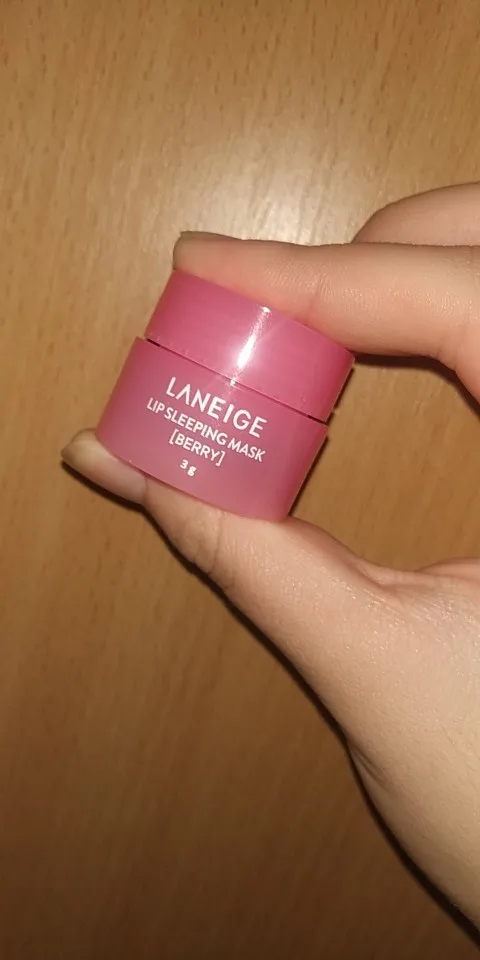 LANEIGE
LIP SLEEPING MASK
[BERRY]
3 g